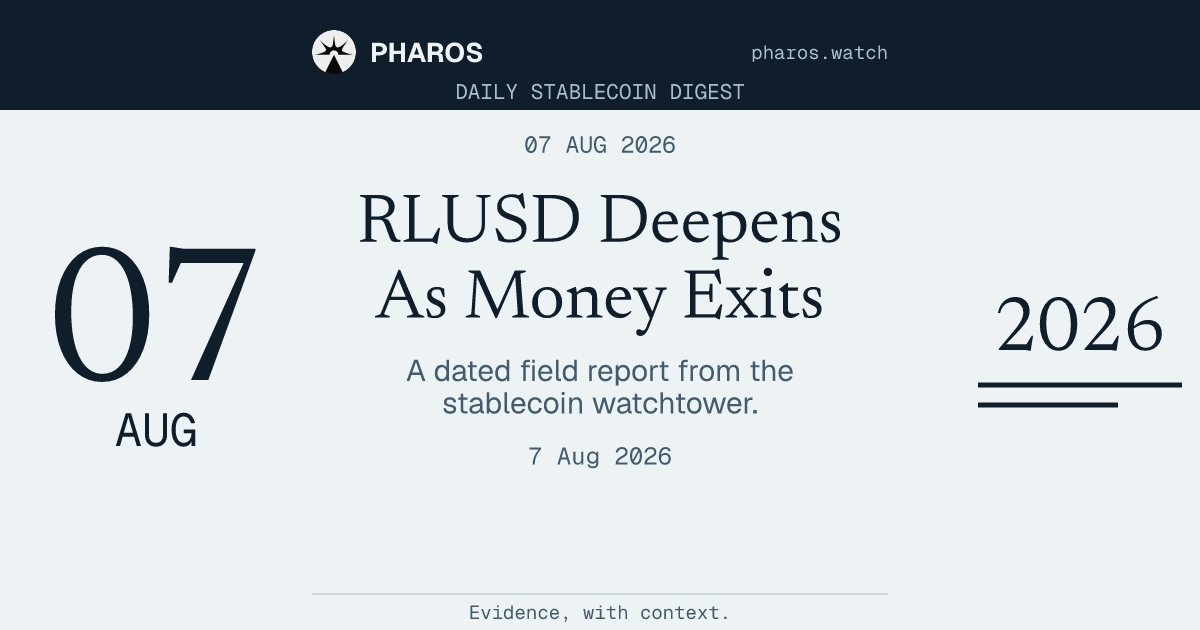 PHAROS
pharos.watch
DAILY STABLECOIN DIGEST
07 AUG 2026
RLUSD Deepens
As Money Exits
A dated field report from the
stablecoin watchtower.
7 Aug 2026
07
AUG
2026
Evidence, with context.